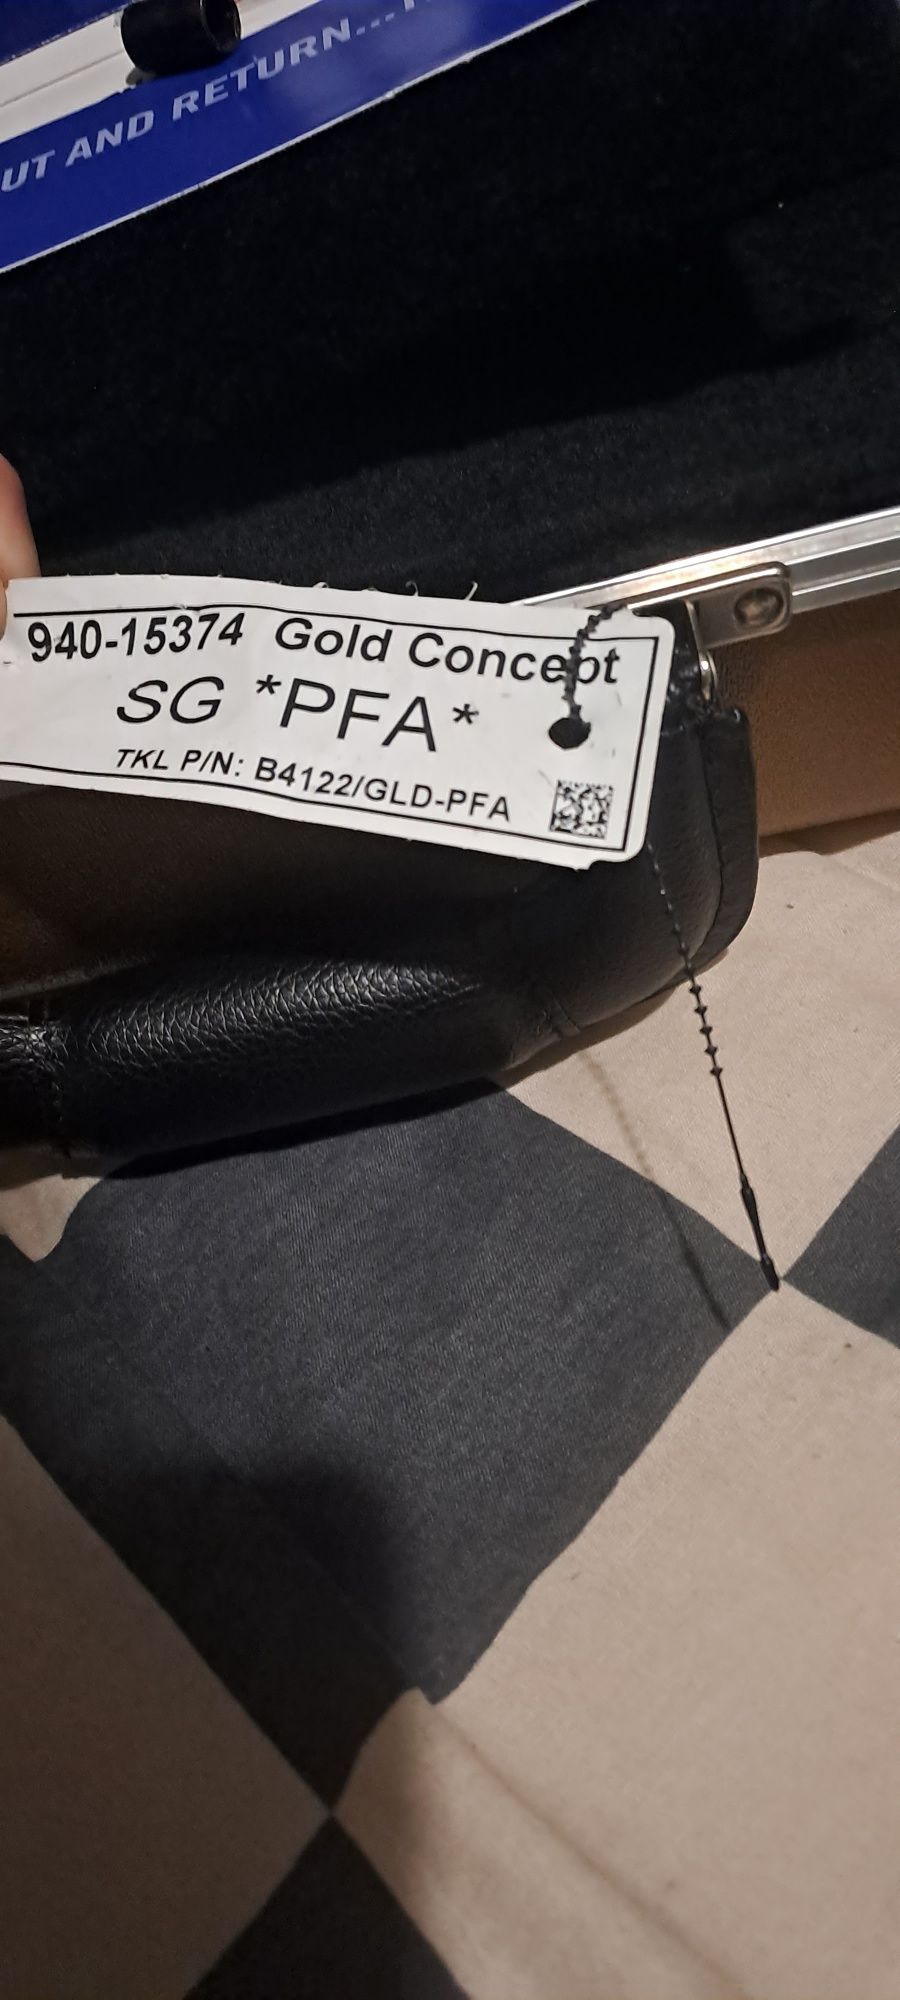 UT AND RETURN...
940-15374 Gold Concept
SG *PFA*
TKL P/N: B4122/GLD-PFA